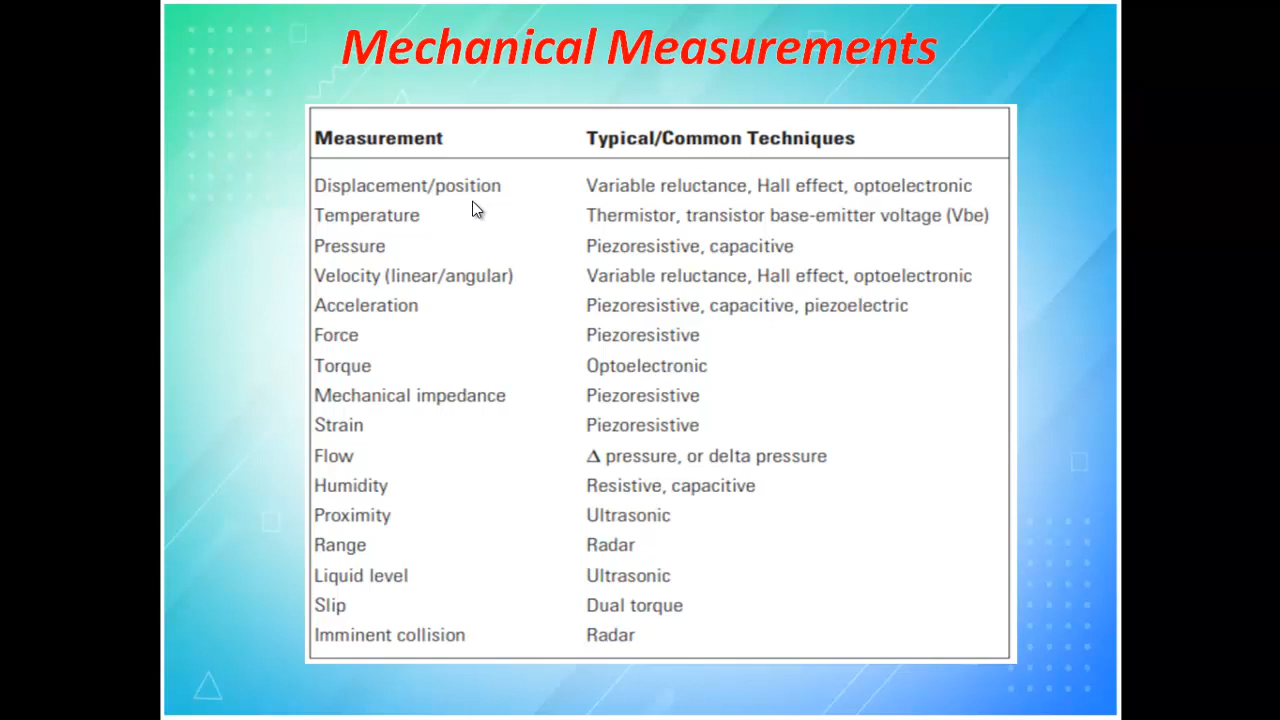 Mechanical Measurements
Measurement Typical/Common Techniques
Displacement/position Variable reluctance, Hall effect, optoelectronic
Temperature Thermistor, transistor base-emitter voltage (Vbe)
Pressure Piezoresistive, capacitive
Velocity (linear/angular) Variable reluctance, Hall effect, optoelectronic
Acceleration Piezoresistive, capacitive, piezoelectric
Force Piezoresistive
Torque Optoelectronic
Mechanical impedance Piezoresistive
Strain Piezoresistive
Flow Δ pressure, or delta pressure
Humidity Resistive, capacitive
Proximity Ultrasonic
Range Radar
Liquid level Ultrasonic
Slip Dual torque
Imminent collision Radar